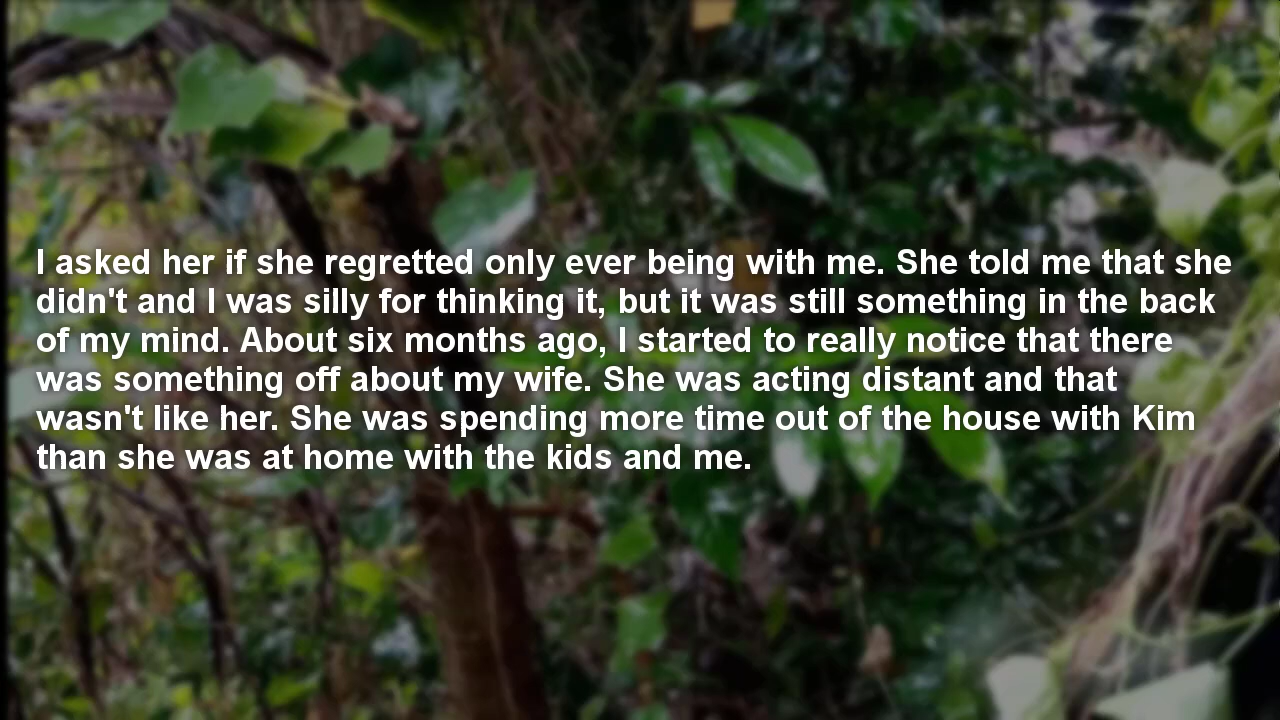 I asked her if she regretted only ever being with me. She told me that she
didn't and I was silly for thinking it, but it was still something in the back
of my mind. About six months ago, I started to really notice that there
was something off about my wife. She was acting distant and that
wasn't like her. She was spending more time out of the house with Kim
than she was at home with the kids and me.